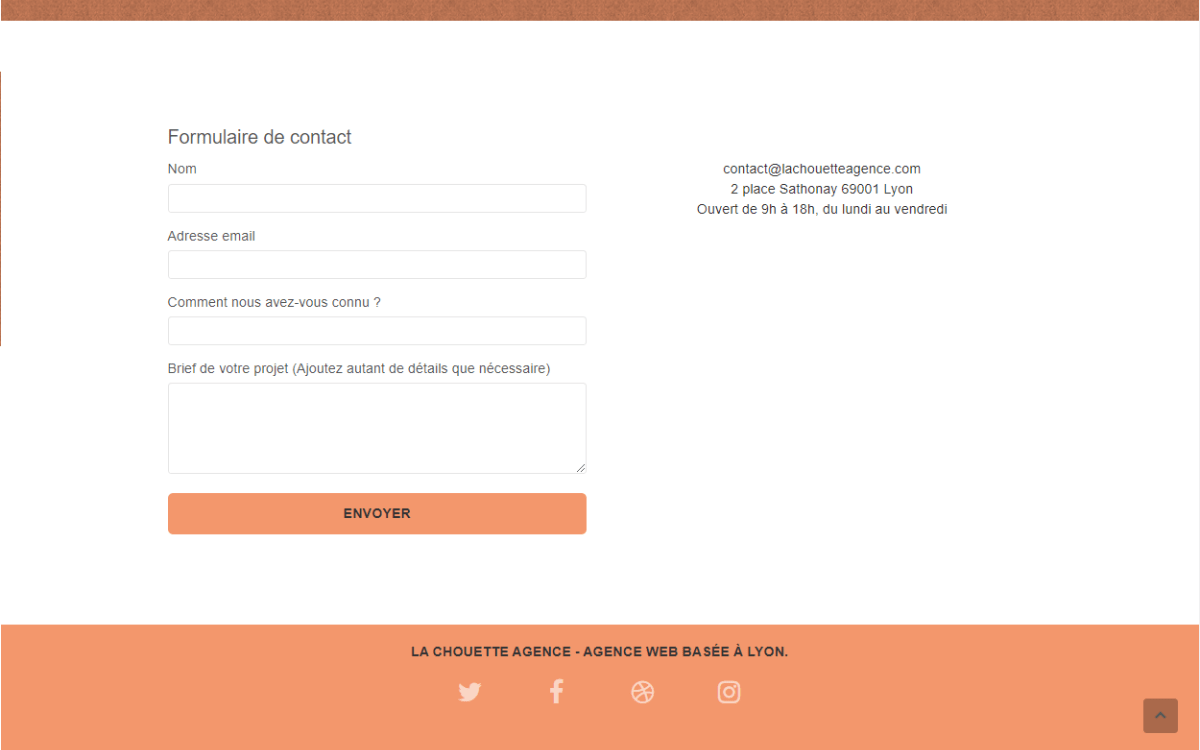 Formulaire de contact
Nom
Adresse email
Comment nous avez-vous connu ?
Brief de votre projet (Ajoutez autant de détails que nécessaire)
ENVOYER
contact@lachouetteagence.com
2 place Sathonay 69001 Lyon
Ouvert de 9h à 18h, du lundi au vendredi
LA CHOUETTE AGENCE - AGENCE WEB BASÉE À LYON.